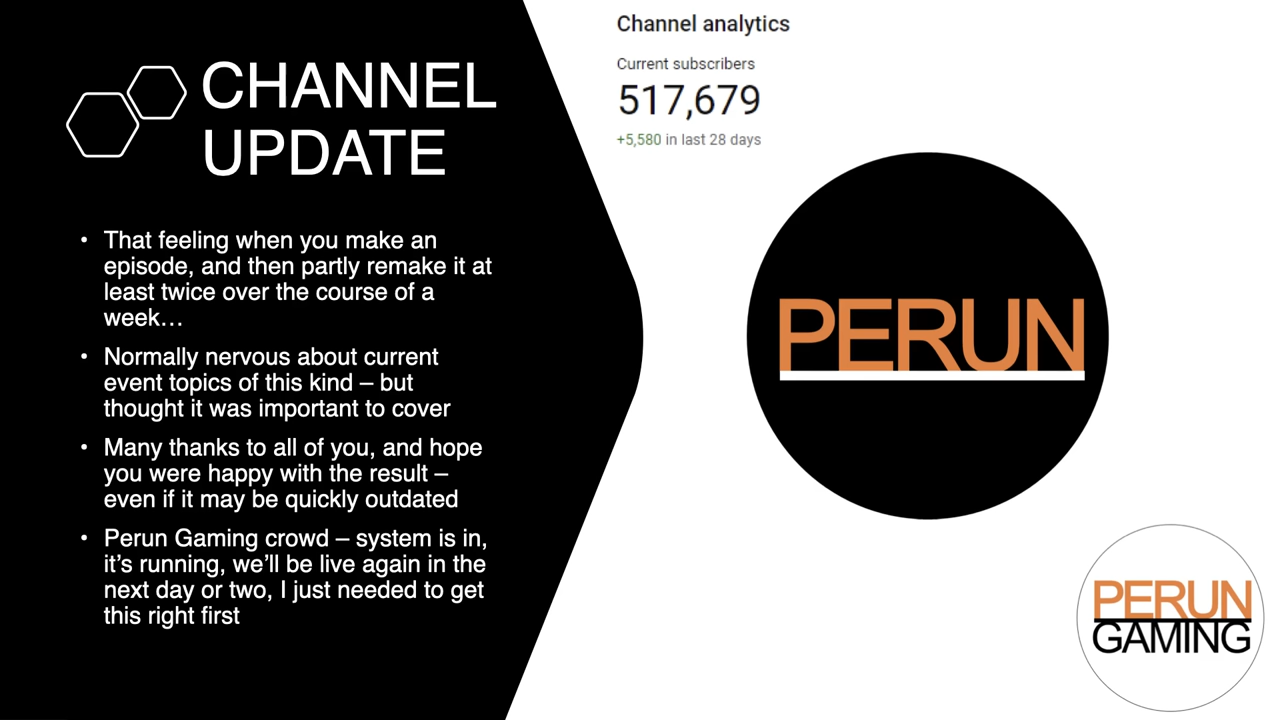 CHANNEL
UPDATE
• That feeling when you make an
episode, and then partly remake it at
least twice over the course of a
week…
• Normally nervous about current
event topics of this kind – but
thought it was important to cover
• Many thanks to all of you, and hope
you were happy with the result –
even if it may be quickly outdated
• Perun Gaming crowd – system is in,
it’s running, we’ll be live again in the
next day or two, I just needed to get
this right first
Channel analytics
Current subscribers
517,679
+5,580 in last 28 days
PERUN
PERUN
GAMING